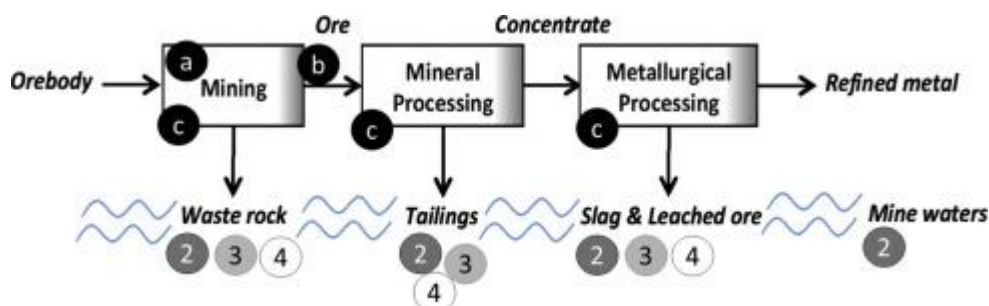 Ore Concentrate
Orebody a Mining b Mineral Processing Metallurgical Processing Refined metal
c c c
Waste rock Tailings Slag & Leached ore Mine waters
2 3 4 2 3 4 2 3 4 2